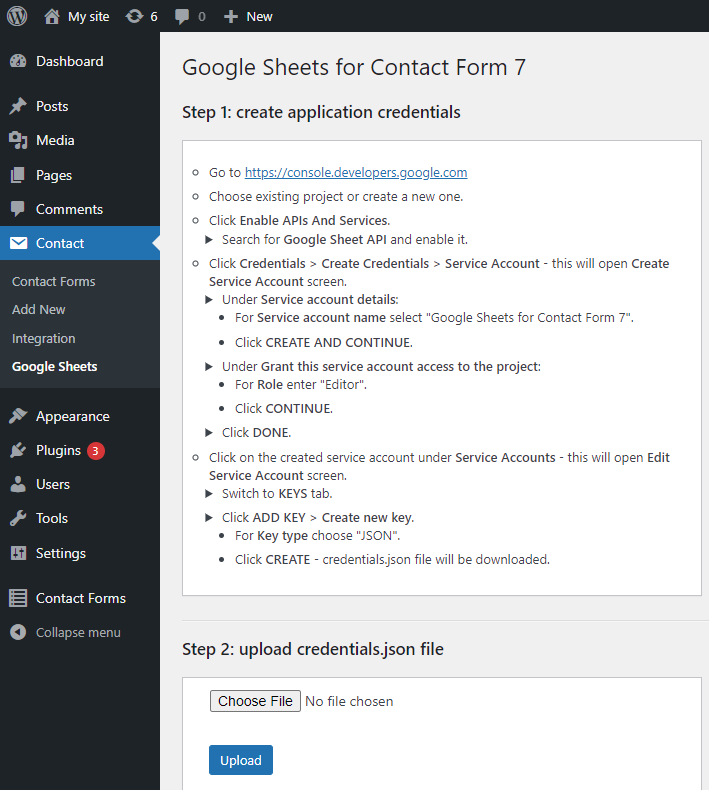 My site 6 0 New
Dashboard
Posts
Media
Pages
Comments
Contact
Contact Forms
Add New
Integration
Google Sheets
Appearance
Plugins 3
Users
Tools
Settings
Contact Forms
Collapse menu
Google Sheets for Contact Form 7
Step 1: create application credentials
Go to https://console.developers.google.com
Choose existing project or create a new one.
Click Enable APIs And Services.
Search for Google Sheet API and enable it.
Click Credentials > Create Credentials > Service Account - this will open Create
Service Account screen.
Under Service account details:
For Service account name select "Google Sheets for Contact Form 7".
Click CREATE AND CONTINUE.
Under Grant this service account access to the project:
For Role enter "Editor".
Click CONTINUE.
Click DONE.
Click on the created service account under Service Accounts - this will open Edit
Service Account screen.
Switch to KEYS tab.
Click ADD KEY > Create new key.
For Key type choose "JSON".
Click CREATE - credentials.json file will be downloaded.
Step 2: upload credentials.json file
Choose File No file chosen
Upload